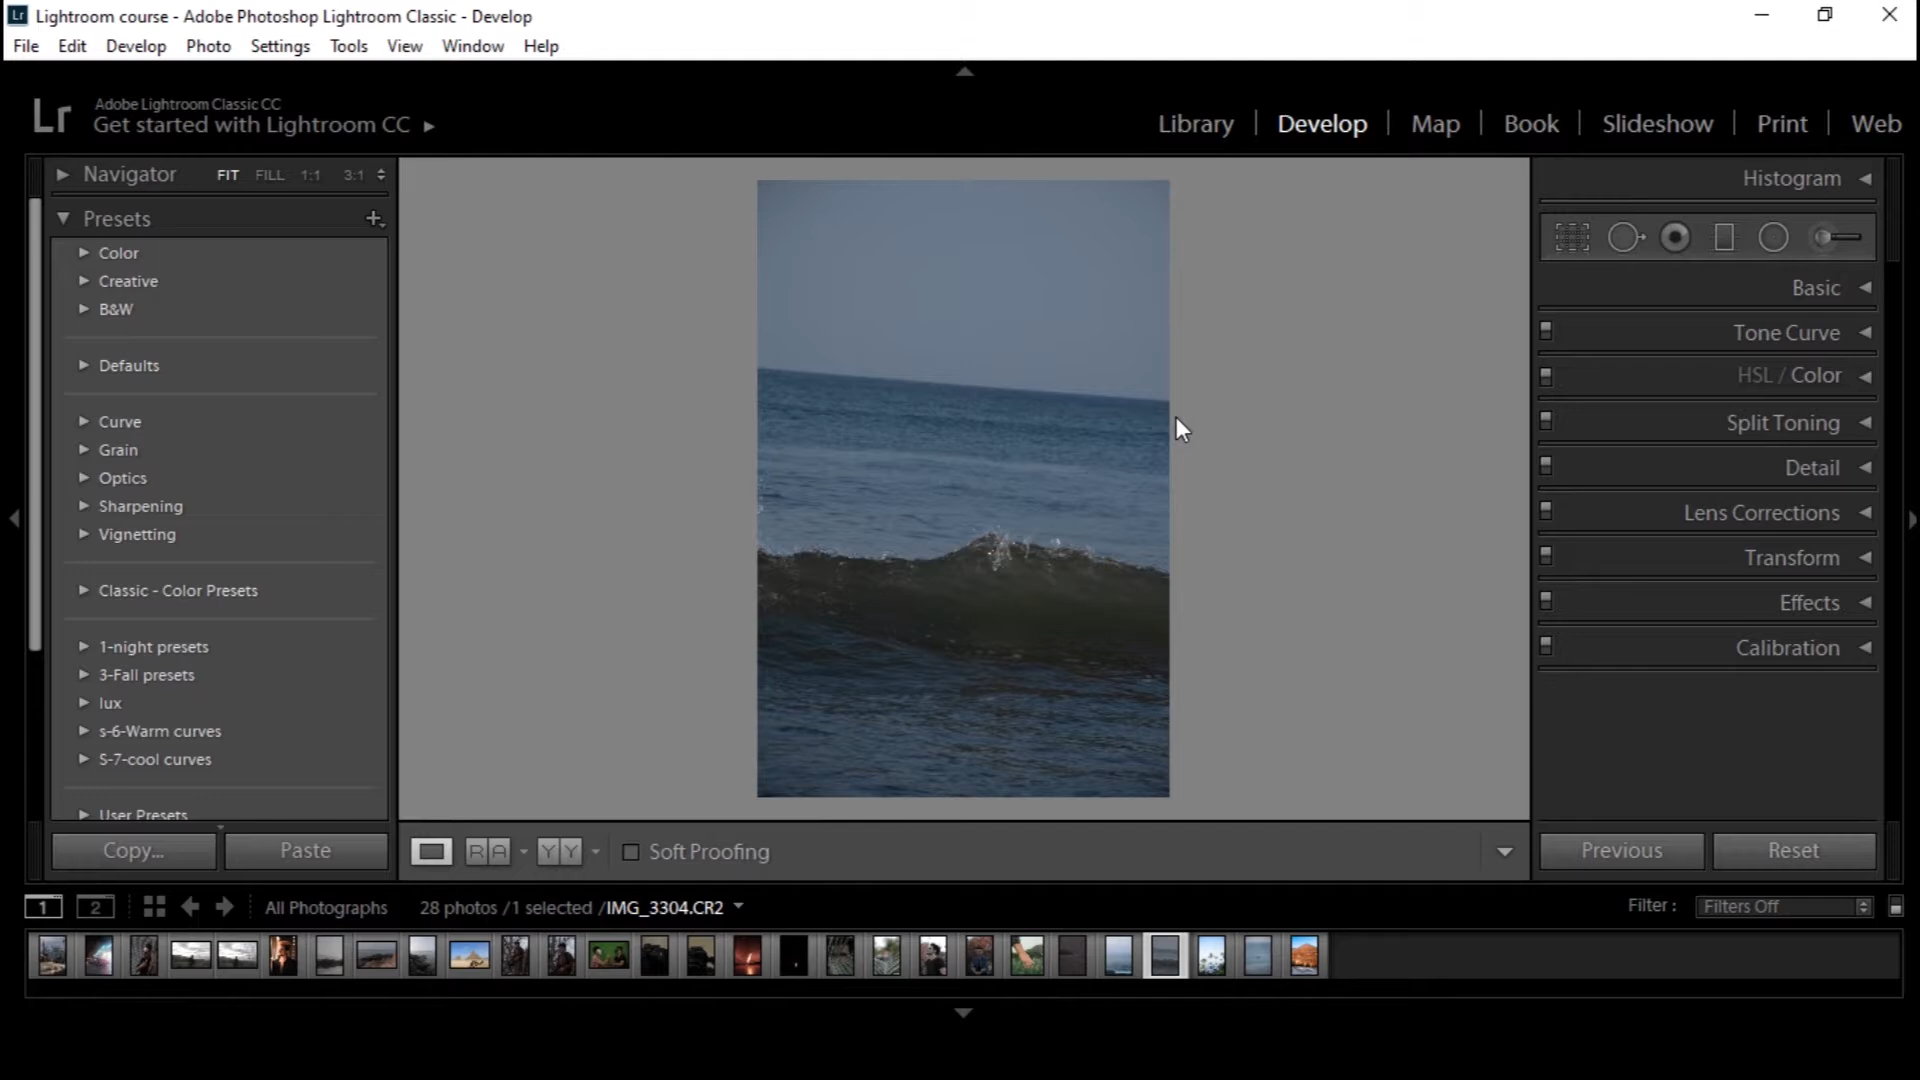 Lr Lightroom course - Adobe Photoshop Lightroom Classic - Develop
File Edit Develop Photo Settings Tools View Window Help
Lr Adobe Lightroom Classic CC
Get started with Lightroom CC
Library | Develop | Map | Book | Slideshow | Print | Web
Navigator FIT FILL 1:1 3:1
Presets
Color
Creative
B&W
Defaults
Curve
Grain
Optics
Sharpening
Vignetting
Classic - Color Presets
1-night presets
3-Fall presets
lux
s-6-Warm curves
S-7-cool curves
User Presets
Copy... Paste
R A Y Y Soft Proofing
Histogram
Basic
Tone Curve
HSL / Color
Split Toning
Detail
Lens Corrections
Transform
Effects
Calibration
Previous Reset
1 2 All Photographs 28 photos /1 selected /IMG_3304.CR2 Filter : Filters Off